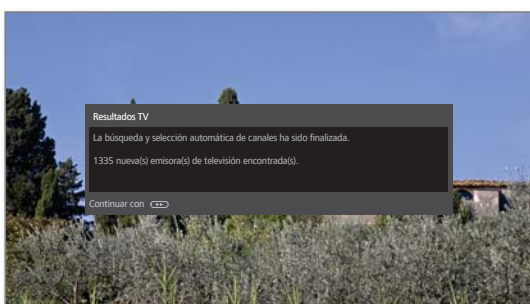 Resultados TV
La búsqueda y selección automática de canales ha sido finalizada.
1335 nueva(s) emisora(s) de televisión encontrada(s).
Continuar con